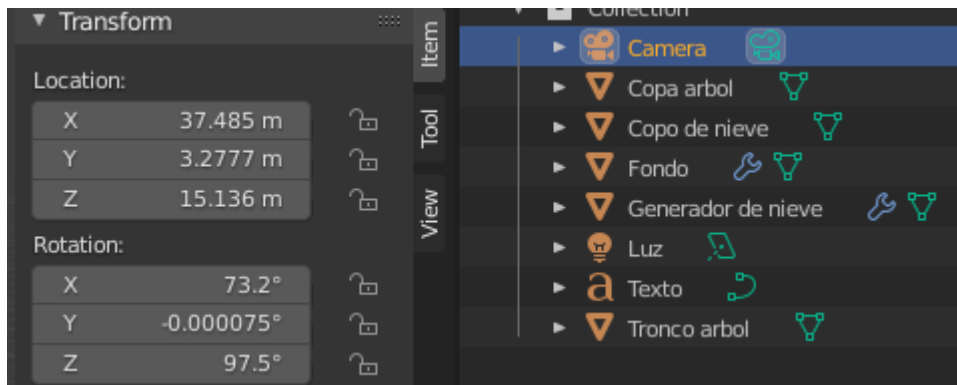 Transform
Location:
X 37.485 m
Y 3.2777 m
Z 15.136 m
Rotation:
X 73.2°
Y -0.000075°
Z 97.5°
Item
Tool
View
Collection
Camera
Copa arbol
Copo de nieve
Fondo
Generador de nieve
Luz
Texto
Tronco arbol